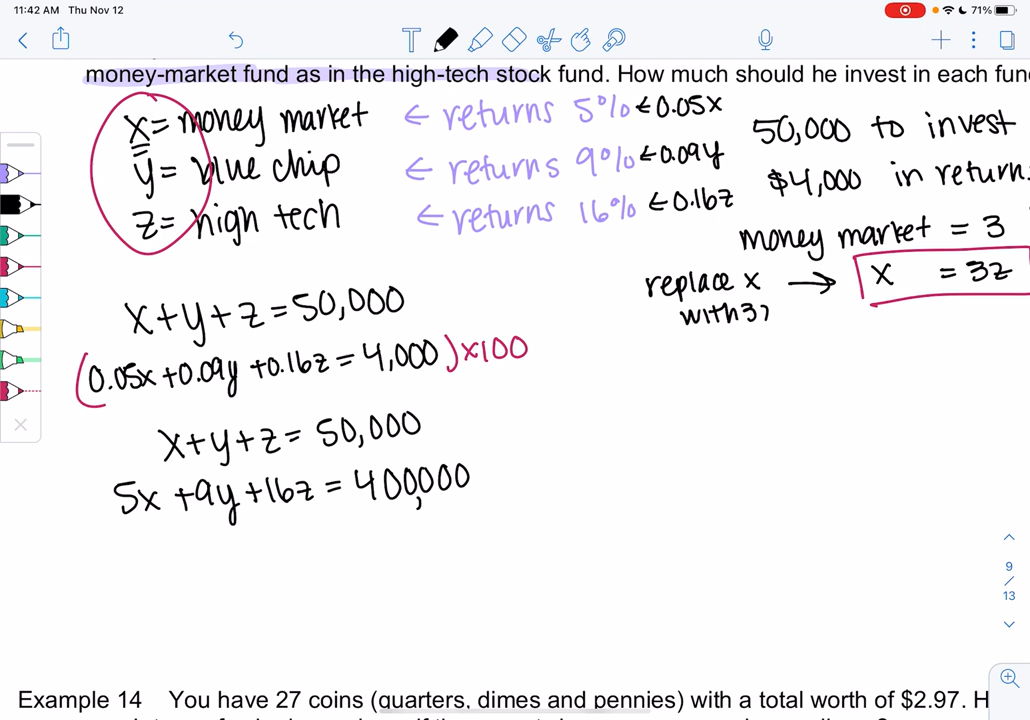 11:42 AM Thu Nov 12
71%
money-market fund as in the high-tech stock fund. How much should he invest in each fun
x = money market ← returns 5% ← 0.05x
y = blue chip ← returns 9% ← 0.09y
z = high tech ← returns 16% ← 0.16z
50,000 to invest
$4,000 in return
money market = 3
replace x → x = 3z
with 3z
x + y + z = 50,000
(0.05x + 0.09y + 0.16z = 4,000) x100
x + y + z = 50,000
5x + 9y + 16z = 400,000
9
/
13
Example 14 You have 27 coins (quarters, dimes and pennies) with a total worth of $2.97. H